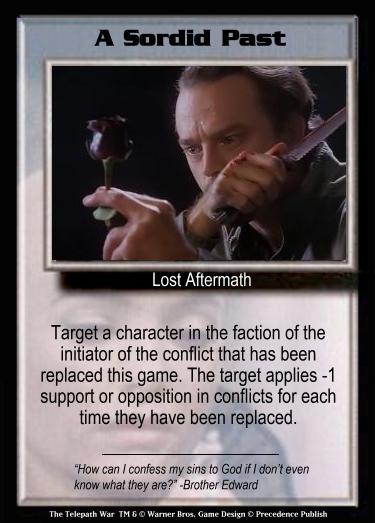 A Sordid Past
Lost Aftermath
Target a character in the faction of the
initiator of the conflict that has been
replaced this game. The target applies -1
support or opposition in conflicts for each
time they have been replaced.
"How can I confess my sins to God if I don't even
know what they are?" -Brother Edward
The Telepath War TM & © Warner Bros. Game Design © Precedence Publish